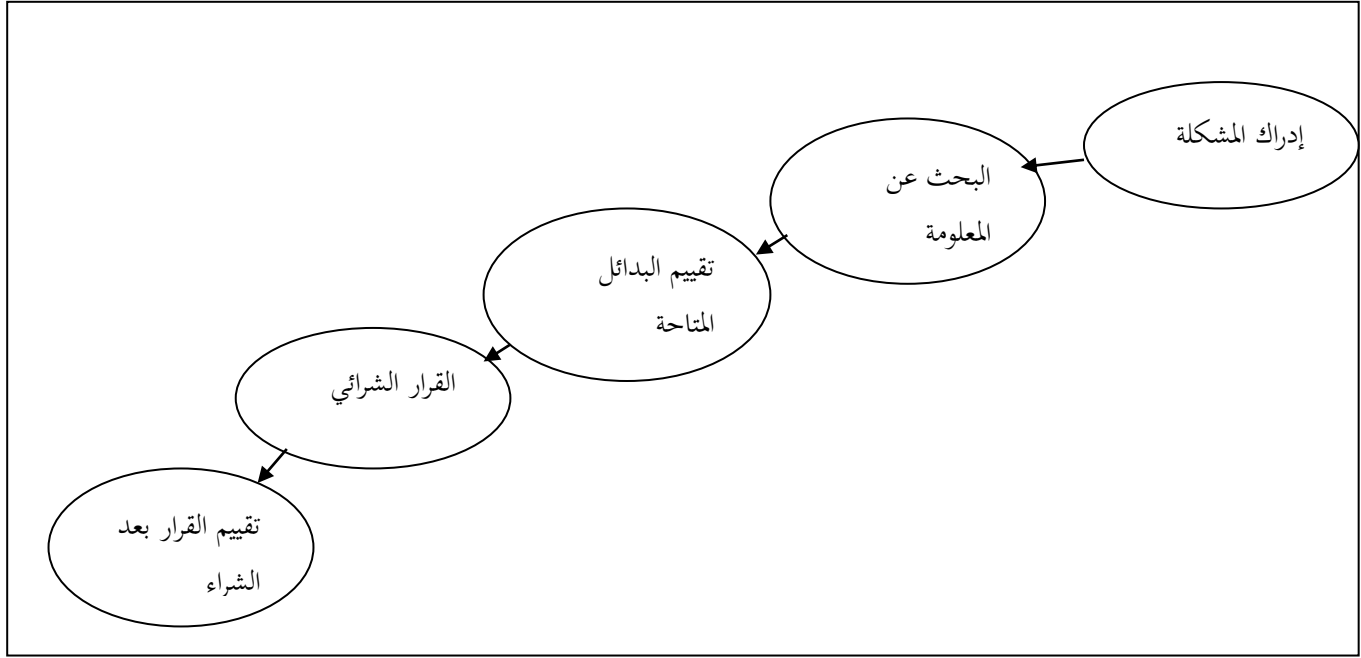 إدراك المشكلة
البحث عن
المعلومة
تقييم البدائل
المتاحة
القرار الشرائي
تقييم القرار بعد
الشراء